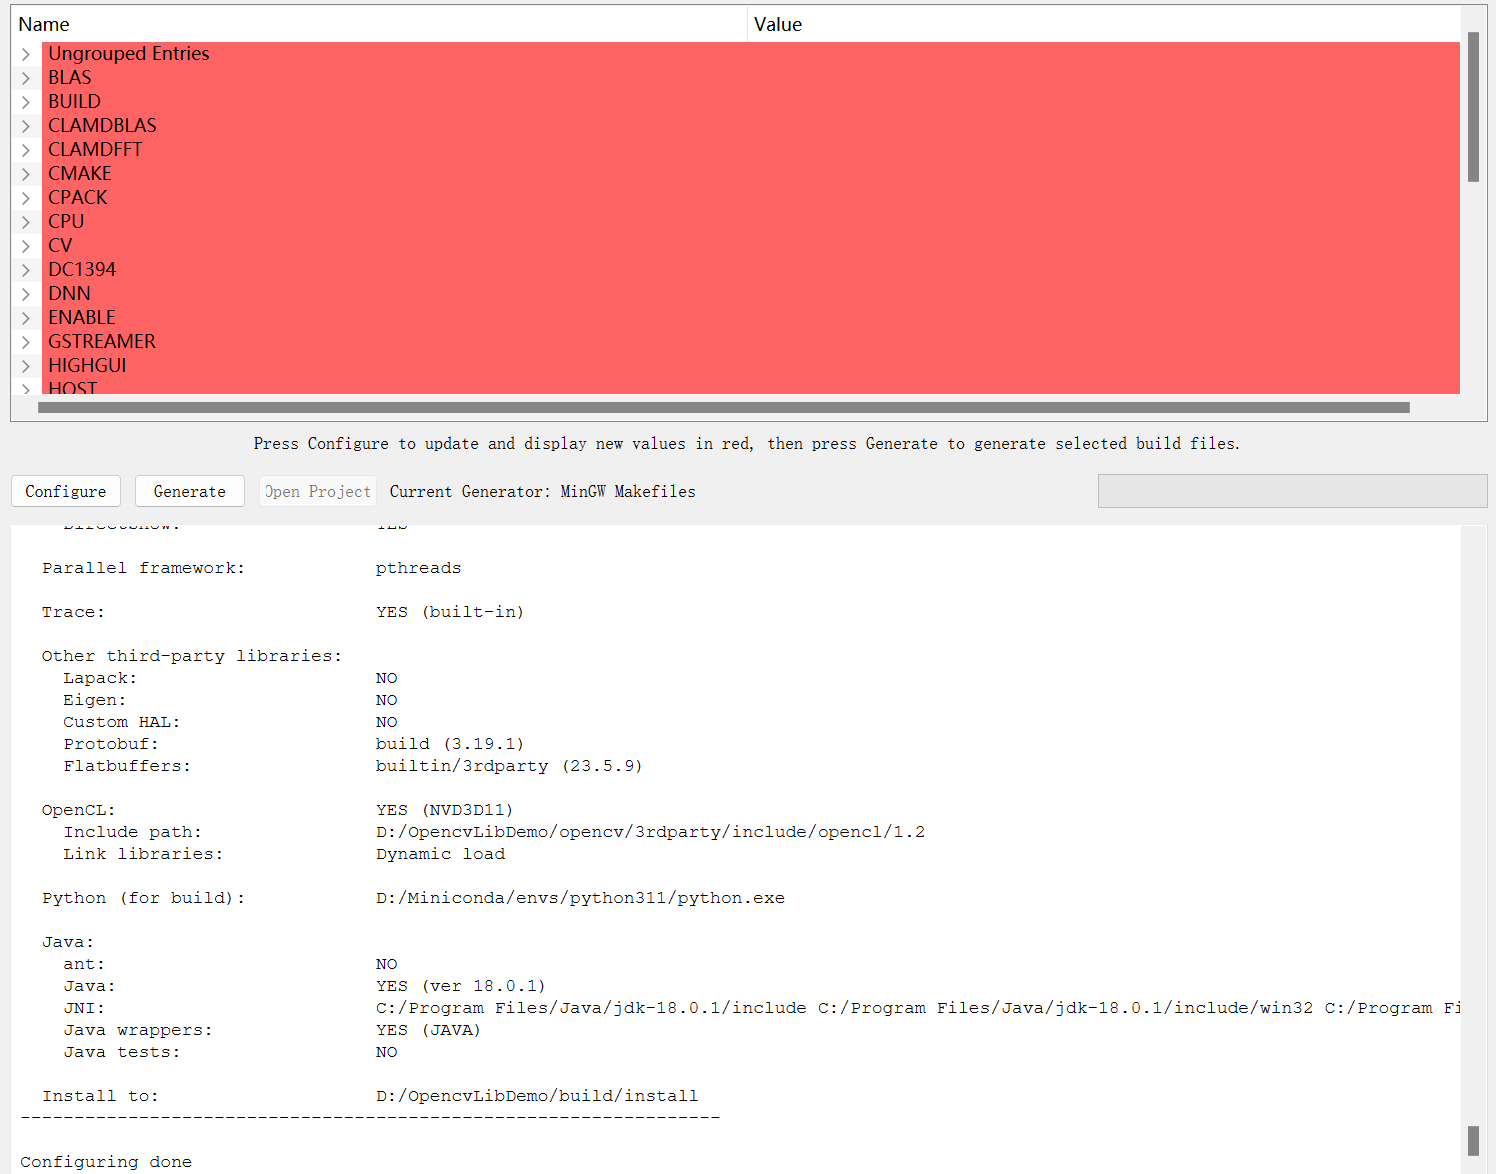 Name Value
Ungrouped Entries
BLAS
BUILD
CLAMDBLAS
CLAMDFFT
CMAKE
CPACK
CPU
CV
DC1394
DNN
ENABLE
GSTREAMER
HIGHGUI
HOST
Press Configure to update and display new values in red, then press Generate to generate selected build files.
Configure Generate Open Project Current Generator: MinGW Makefiles
DirectShow: YES
Parallel framework: pthreads
Trace: YES (built-in)
Other third-party libraries:
Lapack: NO
Eigen: NO
Custom HAL: NO
Protobuf: build (3.19.1)
Flatbuffers: builtin/3rdparty (23.5.9)
OpenCL: YES (NVD3D11)
Include path: D:/OpencvLibDemo/opencv/3rdparty/include/opencl/1.2
Link libraries: Dynamic load
Python (for build): D:/Miniconda/envs/python311/python.exe
Java:
ant: NO
Java: YES (ver 18.0.1)
JNI: C:/Program Files/Java/jdk-18.0.1/include C:/Program Files/Java/jdk-18.0.1/include/win32 C:/Program Fi
Java wrappers: YES (JAVA)
Java tests: NO
Install to: D:/OpencvLibDemo/build/install
-----------------------------------------------------------------
Configuring done